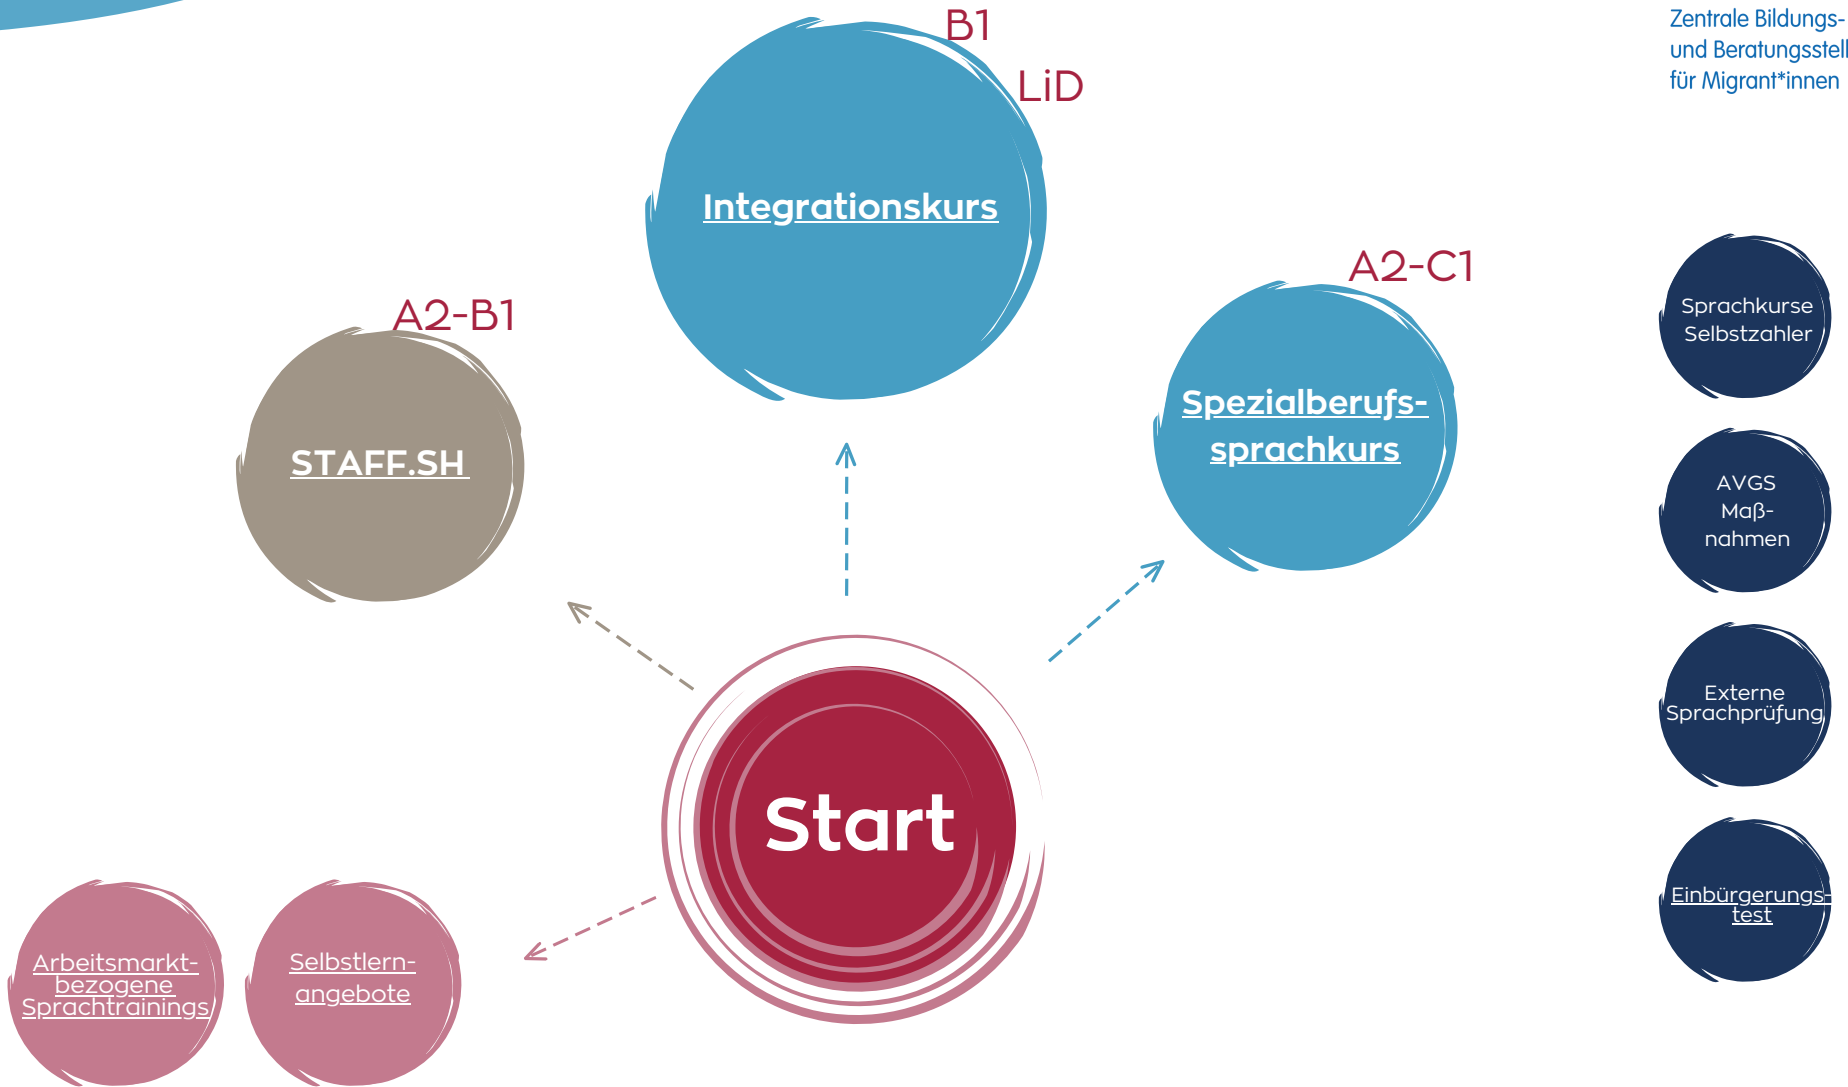 B1
LiD
Zentrale Bildungs-
und Beratungsstell
für Migrant*innen
Integrationskurs
A2-B1
STAFF.SH
A2-C1
Spezialberufs-
sprachkurs
Start
Arbeitsmarkt-
bezogene
Sprachtrainings
Selbstlern-
angebote
Sprachkurse
Selbstzahler
AVGS
Maß-
nahmen
Externe
Sprachprüfung
Einbürgerungs-
test